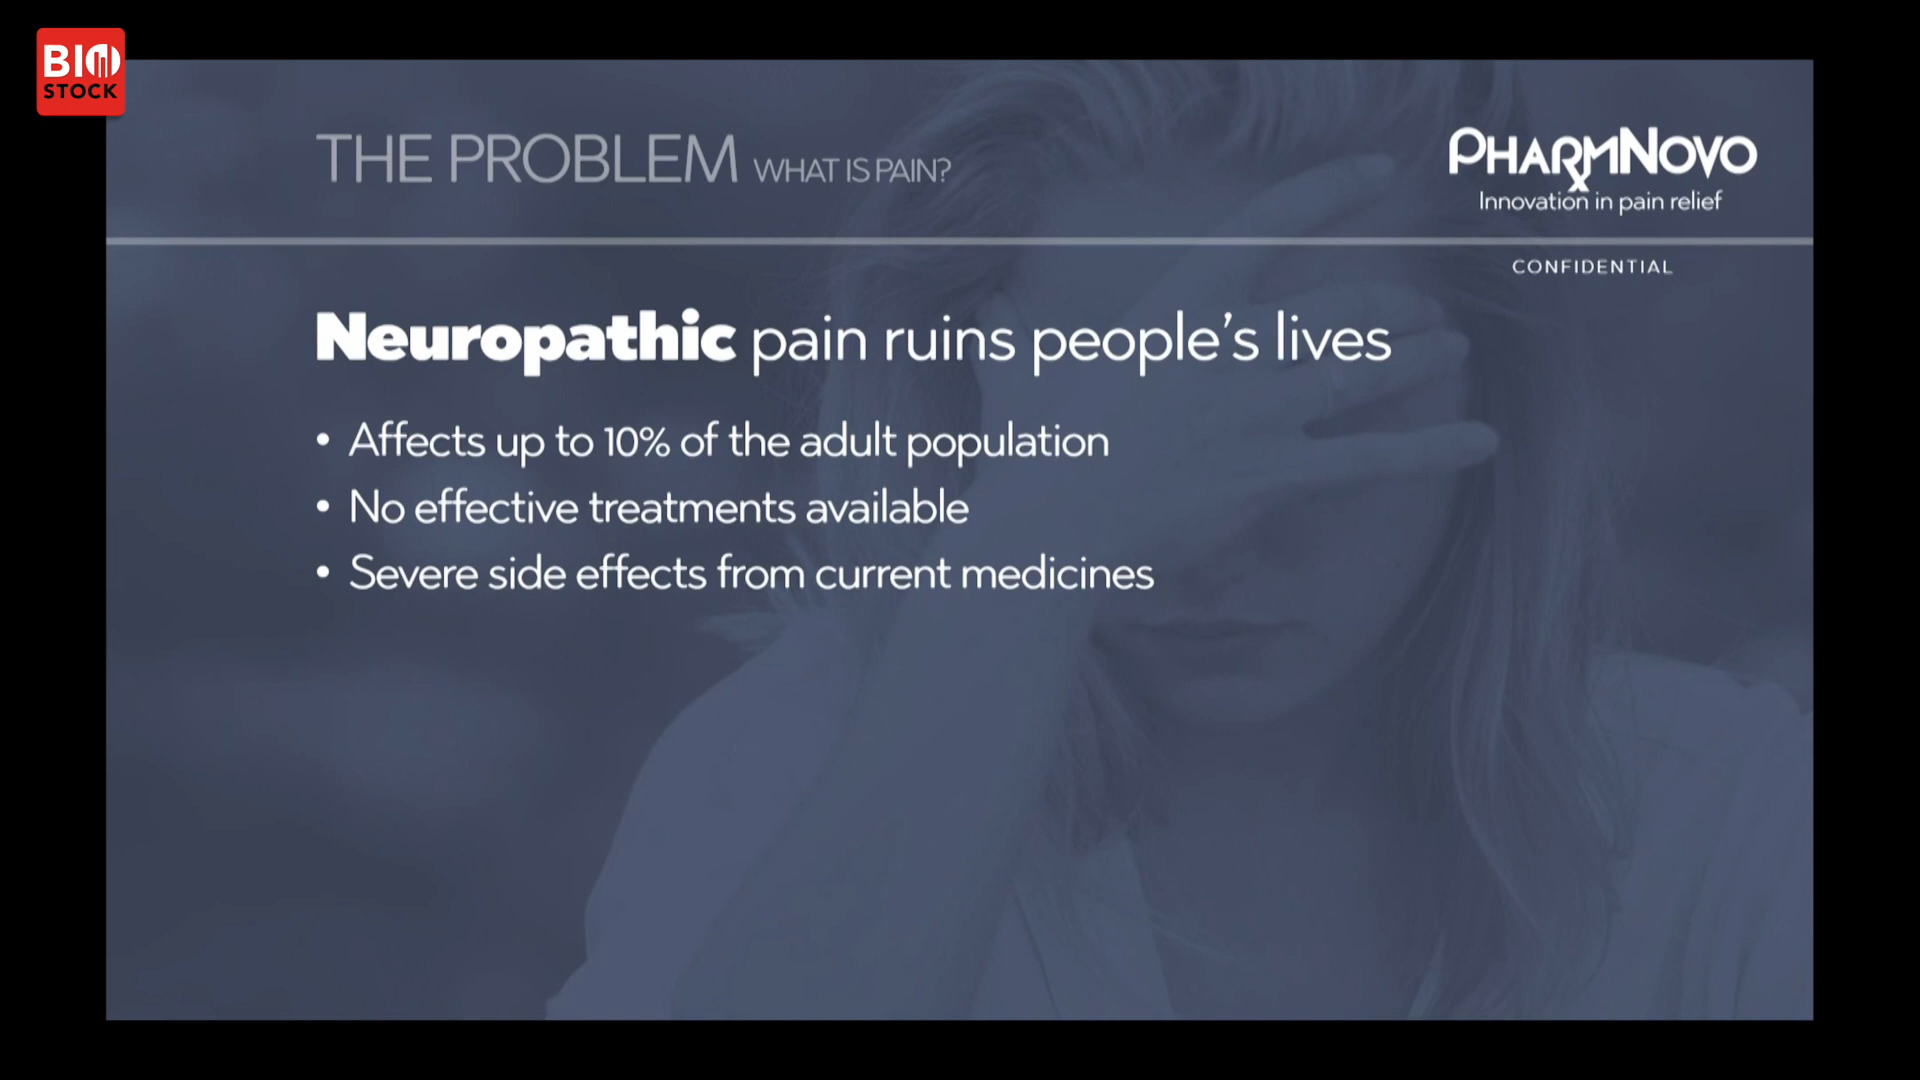 BIO
STOCK
THE PROBLEM WHAT IS PAIN?
PHARMNOVO
Innovation in pain relief
CONFIDENTIAL
Neuropathic pain ruins people’s lives
• Affects up to 10% of the adult population
• No effective treatments available
• Severe side effects from current medicines